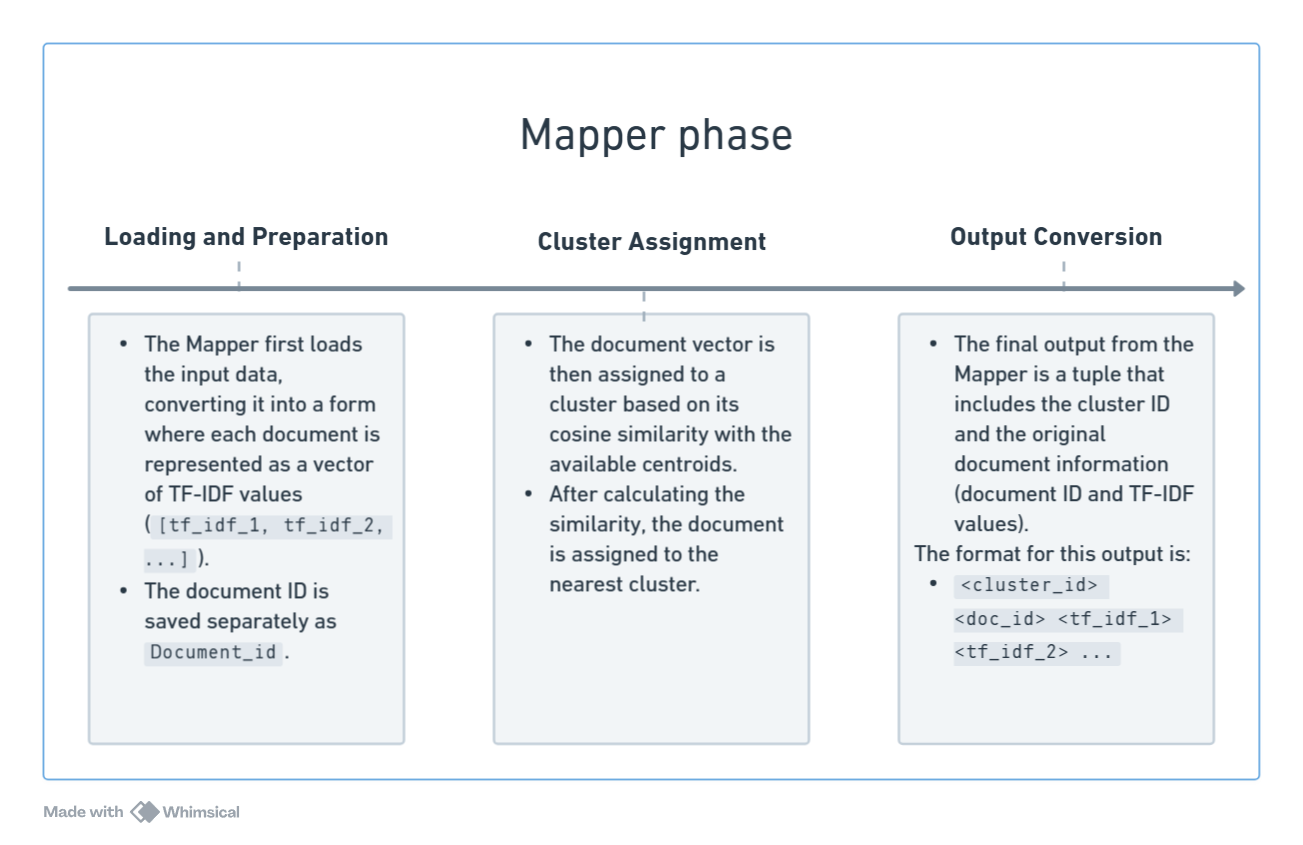 Mapper phase
Loading and Preparation
Cluster Assignment
Output Conversion
• The Mapper first loads
the input data,
converting it into a form
where each document is
represented as a vector
of TF-IDF values
( [tf_idf_1, tf_idf_2,
...] ).
• The document ID is
saved separately as
Document_id .
• The document vector is
then assigned to a
cluster based on its
cosine similarity with the
available centroids.
• After calculating the
similarity, the document
is assigned to the
nearest cluster.
• The final output from the
Mapper is a tuple that
includes the cluster ID
and the original
document information
(document ID and TF-IDF
values).
The format for this output is:
• <cluster_id>
<doc_id> <tf_idf_1>
<tf_idf_2> ...
Made with Whimsical